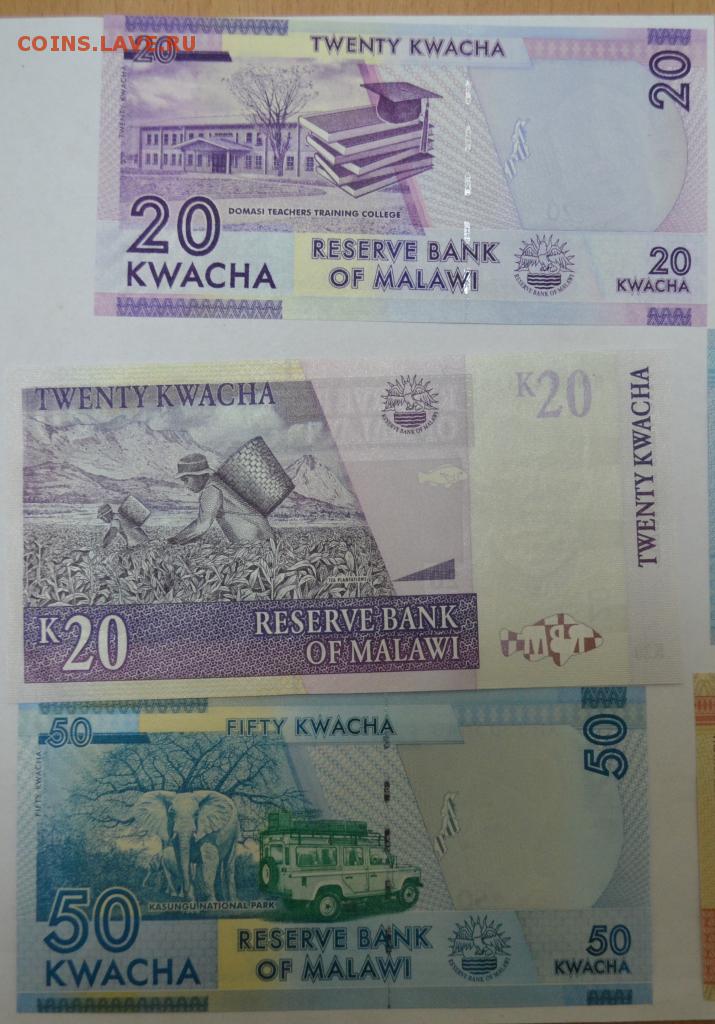 COINS.LAVE.RU
20
TWENTY KWACHA
20
TWENTY KWACHA
DOMASI TEACHERS TRAINING COLLEGE
20
KWACHA
RESERVE BANK
OF MALAWI
RESERVE BANK OF MALAWI
20
KWACHA
TWENTY KWACHA
RESERVE BANK OF MALAWI
K20
TWENTY KWACHA
TEA PLANTATIONS
K20
RESERVE BANK
OF MALAWI
50
FIFTY KWACHA
50
FIFTY KWACHA
KASUNGU NATIONAL PARK
50
KWACHA
RESERVE BANK
OF MALAWI
RESERVE BANK OF MALAWI
50
KWACHA